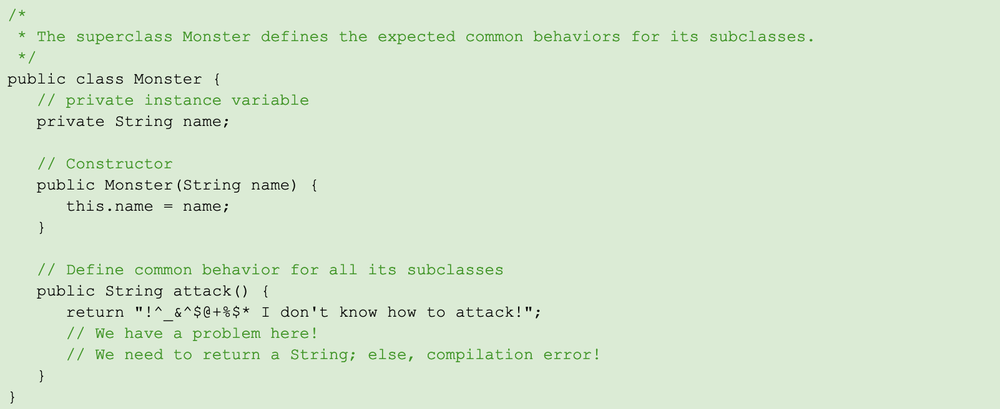 /*
 * The superclass Monster defines the expected common behaviors for its subclasses.
 */
public class Monster {
   // private instance variable
   private String name;

   // Constructor
   public Monster(String name) {
      this.name = name;
   }

   // Define common behavior for all its subclasses
   public String attack() {
      return "!^_&^$@+%$* I don't know how to attack!";
      // We have a problem here!
      // We need to return a String; else, compilation error!
   }
}